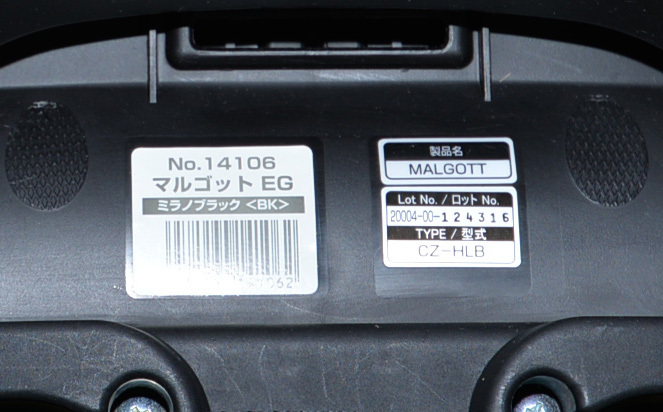 No.14106
マルゴット EG
ミラノブラック <BK>
製品名
MALGOTT
Lot No. / ロット No.
20004-00-124316
TYPE / 型式
CZ-HLB